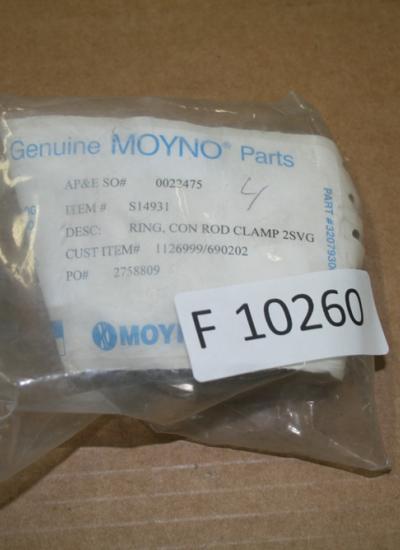 Genuine MOYNO® Parts
AP&E SO# 0022475
4
ITEM # S14931
DESC: RING, CON ROD CLAMP 2SVG
CUST ITEM# 1126999/690202
PO# 2758809
PART #3207930
MOY
F 10260